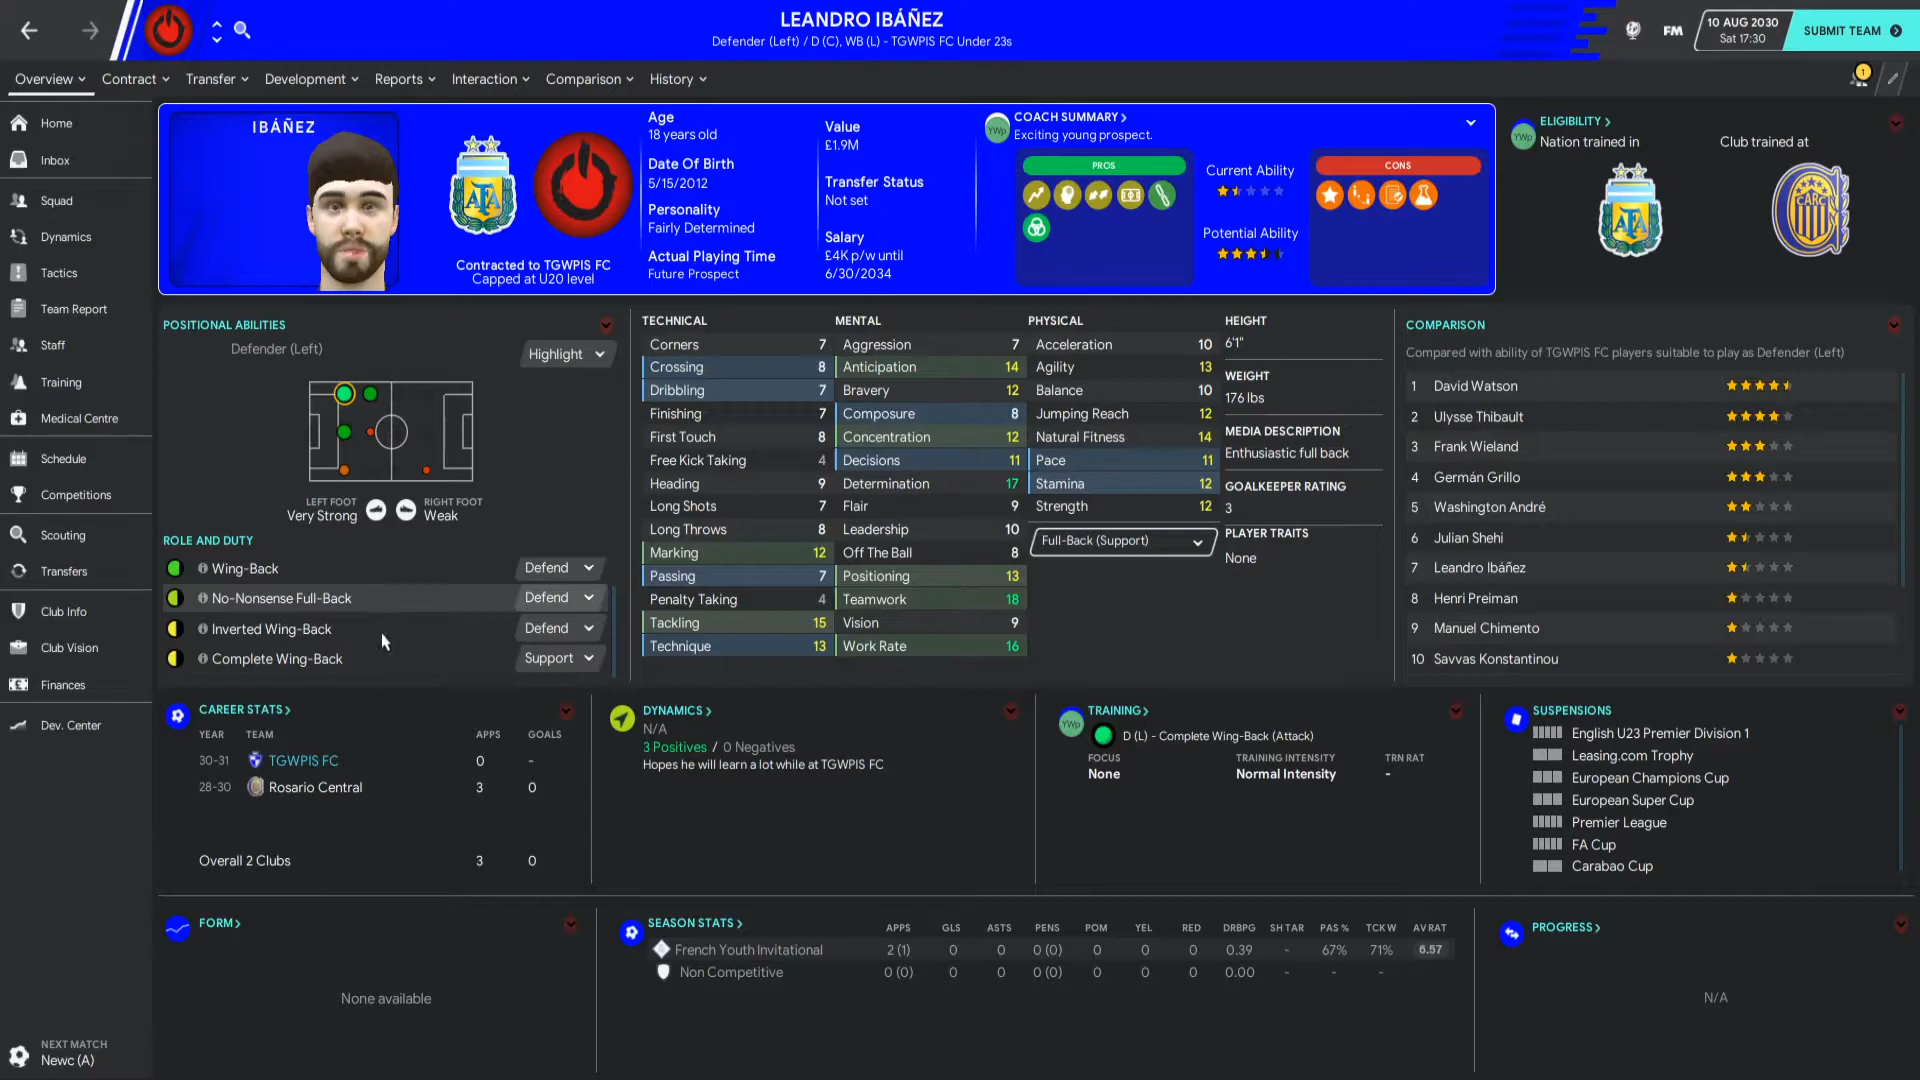 LEANDRO IBÁÑEZ
Defender (Left) / D (C), WB (L) - TGWPIS FC Under 23s
FM
10 AUG 2030
Sat 17:30
SUBMIT TEAM
Overview
Contract
Transfer
Development
Reports
Interaction
Comparison
History
1
Home
Inbox
Squad
Dynamics
Tactics
Team Report
Staff
Training
Medical Centre
Schedule
Competitions
Scouting
Transfers
Club Info
Club Vision
Finances
Dev. Center
NEXT MATCH
Newc (A)
IBÁÑEZ
AFA
Contracted to TGWPIS FC
Capped at U20 level
Age
18 years old
Date Of Birth
5/15/2012
Personality
Fairly Determined
Actual Playing Time
Future Prospect
Value
£1.9M
Transfer Status
Not set
Salary
£4K p/w until
6/30/2034
YWp
COACH SUMMARY
Exciting young prospect.
PROS
Current Ability
Potential Ability
CONS
YWp
ELIGIBILITY
Nation trained in
Club trained at
AFA
CARC
POSITIONAL ABILITIES
Defender (Left)
Highlight
LEFT FOOT
Very Strong
RIGHT FOOT
Weak
ROLE AND DUTY
Wing-Back Defend
No-Nonsense Full-Back Defend
Inverted Wing-Back Defend
Complete Wing-Back Support
TECHNICAL
Corners 7
Crossing 8
Dribbling 7
Finishing 7
First Touch 8
Free Kick Taking 4
Heading 9
Long Shots 7
Long Throws 8
Marking 12
Passing 7
Penalty Taking 4
Tackling 15
Technique 13
MENTAL
Aggression 7
Anticipation 14
Bravery 12
Composure 8
Concentration 12
Decisions 11
Determination 17
Flair 9
Leadership 10
Off The Ball 8
Positioning 13
Teamwork 18
Vision 9
Work Rate 16
PHYSICAL
Acceleration 10
Agility 13
Balance 10
Jumping Reach 12
Natural Fitness 14
Pace 11
Stamina 12
Strength 12
Full-Back (Support)
HEIGHT
6'1"
WEIGHT
176 lbs
MEDIA DESCRIPTION
Enthusiastic full back
GOALKEEPER RATING
3
PLAYER TRAITS
None
COMPARISON
Compared with ability of TGWPIS FC players suitable to play as Defender (Left)
1 David Watson
2 Ulysse Thibault
3 Frank Wieland
4 Germán Grillo
5 Washington André
6 Julian Shehi
7 Leandro Ibáñez
8 Henri Preiman
9 Manuel Chimento
10 Savvas Konstantinou
CAREER STATS
YEAR TEAM APPS GOALS
30-31 TGWPIS FC 0 -
28-30 Rosario Central 3 0
Overall 2 Clubs 3 0
DYNAMICS
N/A
3 Positives / 0 Negatives
Hopes he will learn a lot while at TGWPIS FC
YWp
TRAINING
D (L) - Complete Wing-Back (Attack)
FOCUS TRAINING INTENSITY TRN RAT
None Normal Intensity -
SUSPENSIONS
English U23 Premier Division 1
Leasing.com Trophy
European Champions Cup
European Super Cup
Premier League
FA Cup
Carabao Cup
FORM
None available
SEASON STATS APPS GLS ASTS PENS POM YEL RED DRBPG SH TAR PAS % TCK W AV RAT
French Youth Invitational 2 (1) 0 0 0 (0) 0 0 0 0.39 - 67% 71% 6.57
Non Competitive 0 (0) 0 0 0 (0) 0 0 0 0.00 - - -
PROGRESS
N/A